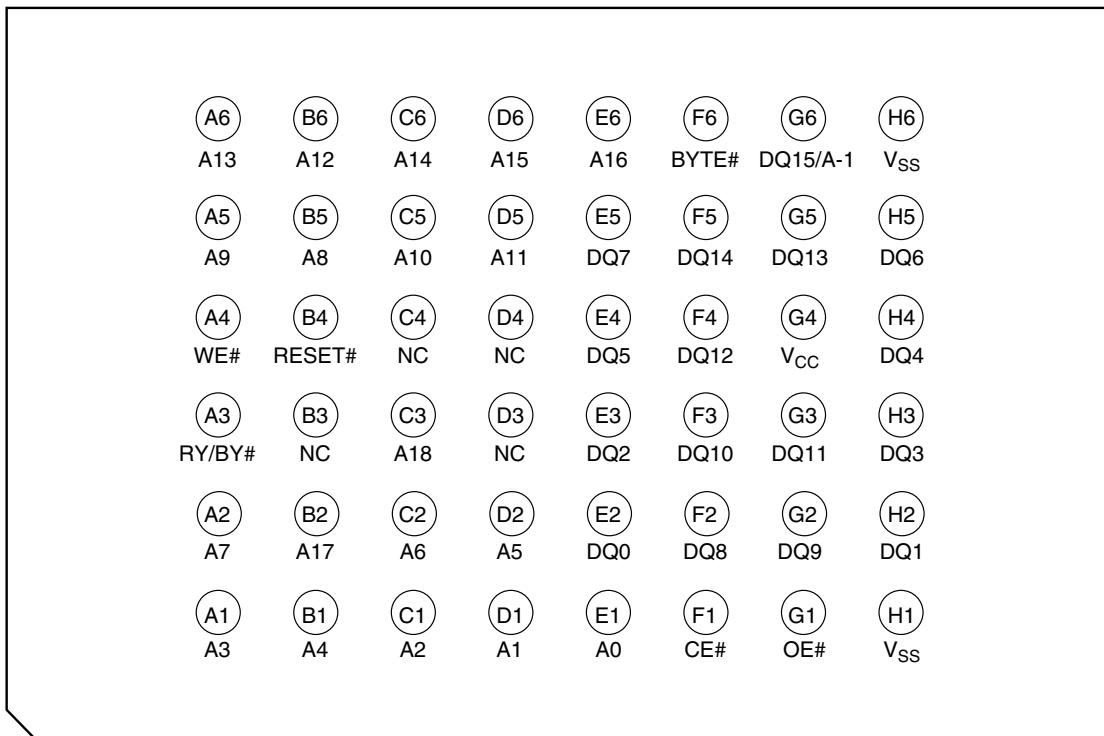 A6 B6 C6 D6 E6 F6 G6 H6
A13 A12 A14 A15 A16 BYTE# DQ15/A-1 VSS
A5 B5 C5 D5 E5 F5 G5 H5
A9 A8 A10 A11 DQ7 DQ14 DQ13 DQ6
A4 B4 C4 D4 E4 F4 G4 H4
WE# RESET# NC NC DQ5 DQ12 VCC DQ4
A3 B3 C3 D3 E3 F3 G3 H3
RY/BY# NC A18 NC DQ2 DQ10 DQ11 DQ3
A2 B2 C2 D2 E2 F2 G2 H2
A7 A17 A6 A5 DQ0 DQ8 DQ9 DQ1
A1 B1 C1 D1 E1 F1 G1 H1
A3 A4 A2 A1 A0 CE# OE# VSS